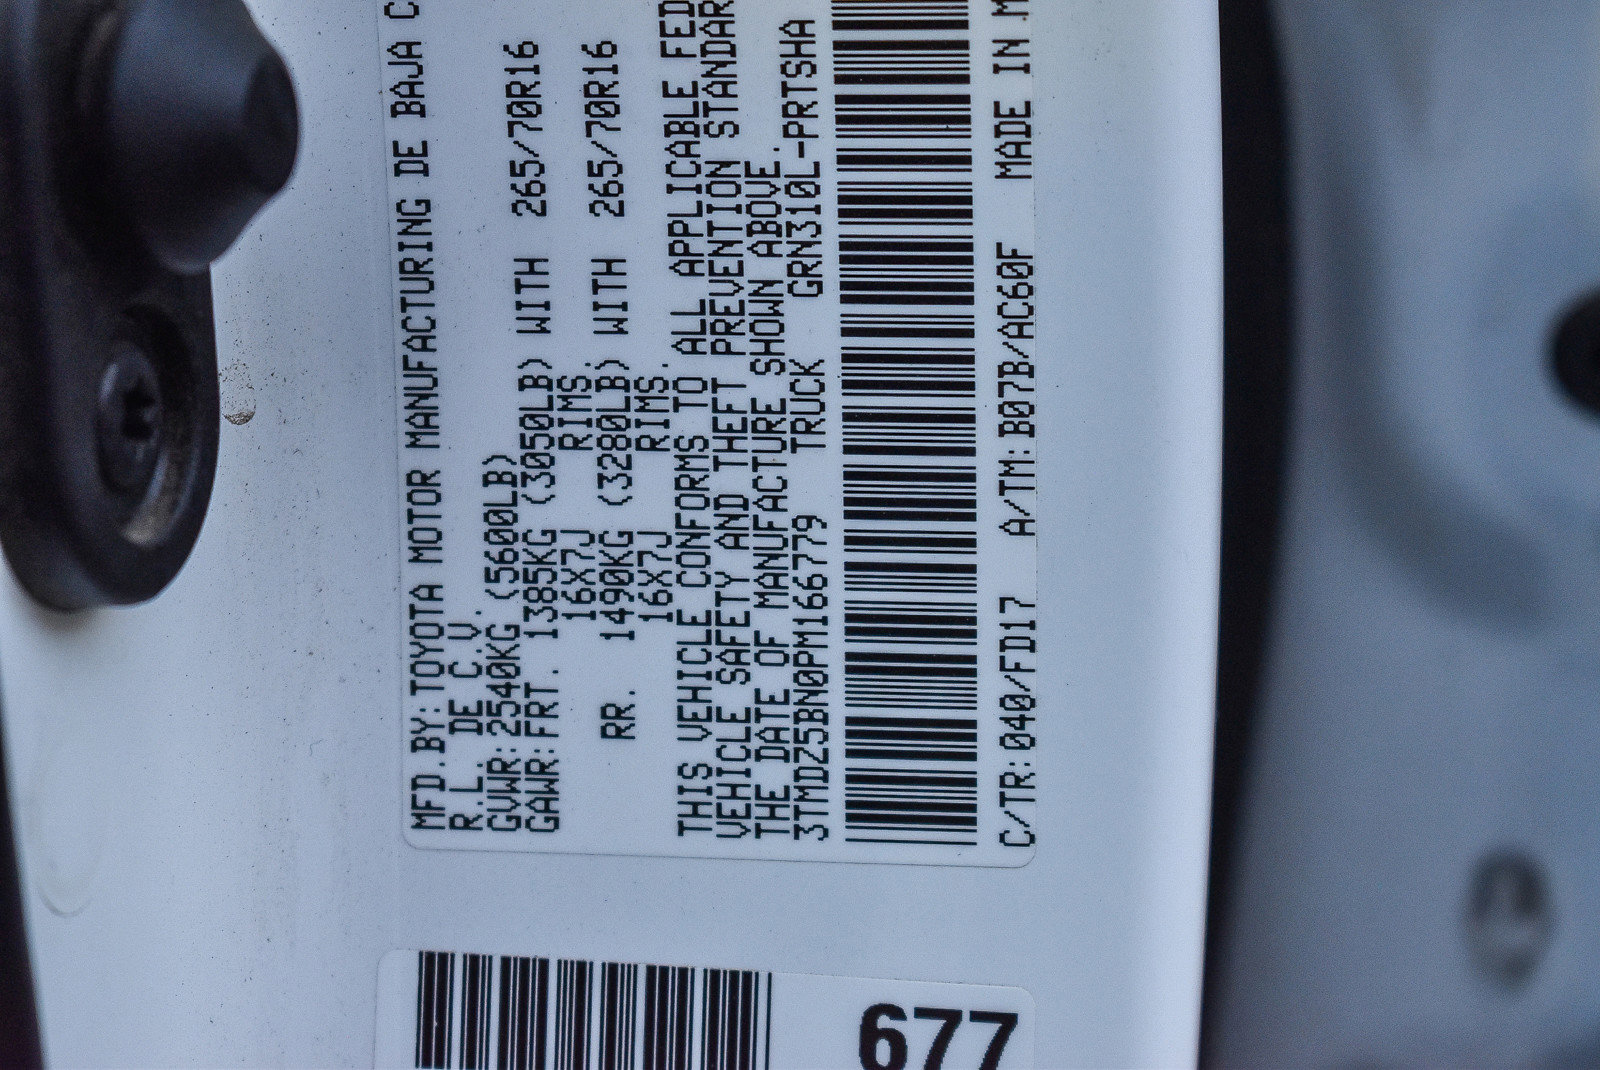 MFD.BY:TOYOTA MOTOR MANUFACTURING DE BAJA C
R.L. DE C.V.
GVWR:2540KG (5600LB)
GAWR:FRT. 1385KG (3050LB) WITH 265/70R16
16X7J RIMS
RR. 1490KG (3280LB) WITH 265/70R16
16X7J RIMS.
THIS VEHICLE CONFORMS TO ALL APPLICABLE FED
VEHICLE SAFETY AND THEFT PREVENTION STANDAR
THE DATE OF MANUFACTURE SHOWN ABOVE.
3TMDZ5BN0PM166779 TRUCK GRN310L-PRTSHA
C/TR:040/FD17 A/TM:B07B/AC60F MADE IN M
677